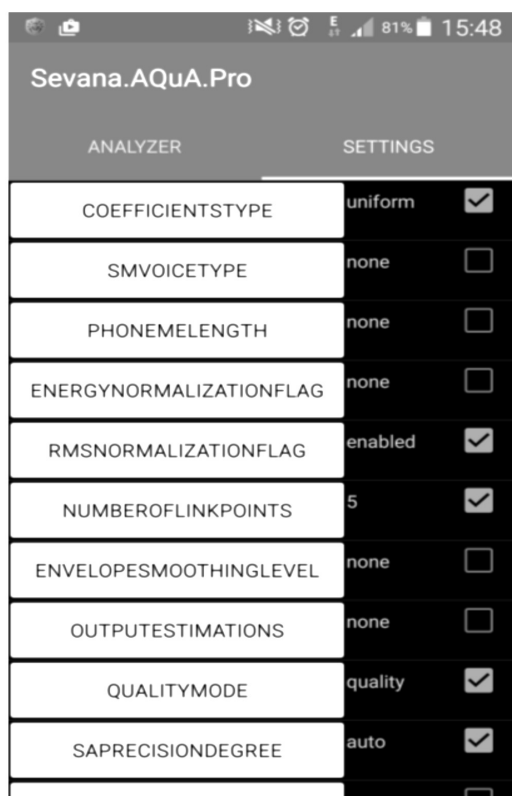 E 81% 15:48
Sevana.AQuA.Pro
ANALYZER SETTINGS
COEFFICIENTSTYPE uniform
SMVOICETYPE none
PHONEMELENGTH none
ENERGYNORMALIZATIONFLAG none
RMSNORMALIZATIONFLAG enabled
NUMBEROFLINKPOINTS 5
ENVELOPESMOOTHINGLEVEL none
OUTPUTESTIMATIONS none
QUALITYMODE quality
SAPRECISIONDEGREE auto